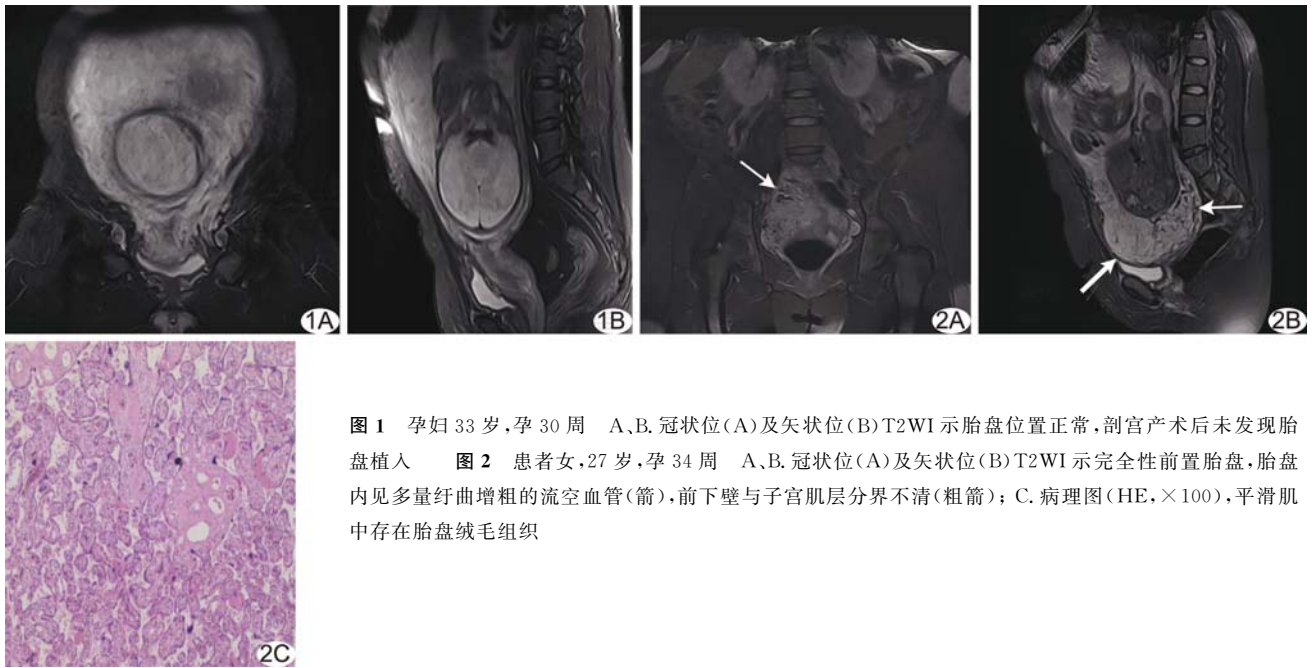 1A
1B
2A
2B
2C
图 1 孕妇 33 岁,孕 30 周 A、B. 冠状位(A)及矢状位(B)T2WI 示胎盘位置正常,剖宫产术后未发现胎
盘植入 图 2 患者女,27 岁,孕 34 周 A、B. 冠状位(A)及矢状位(B)T2WI 示完全性前置胎盘,胎盘
内见多量纡曲增粗的流空血管(箭),前下壁与子宫肌层分界不清(粗箭); C. 病理图(HE,×100),平滑肌
中存在胎盘绒毛组织